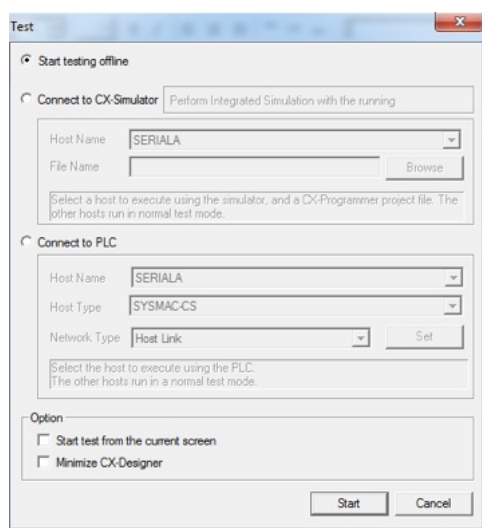 Test
Start testing offline
Connect to CX-Simulator Perform Integrated Simulation with the running
Host Name SERIALA
File Name Browse
Select a host to execute using the simulator, and a CX-Programmer project file. The
other hosts run in normal test mode.
Connect to PLC
Host Name SERIALA
Host Type SYSMAC-CS
Network Type Host Link Set
Select the host to execute using the PLC.
The other hosts run in a normal test mode.
Option
Start test from the current screen
Minimize CX-Designer
Start Cancel